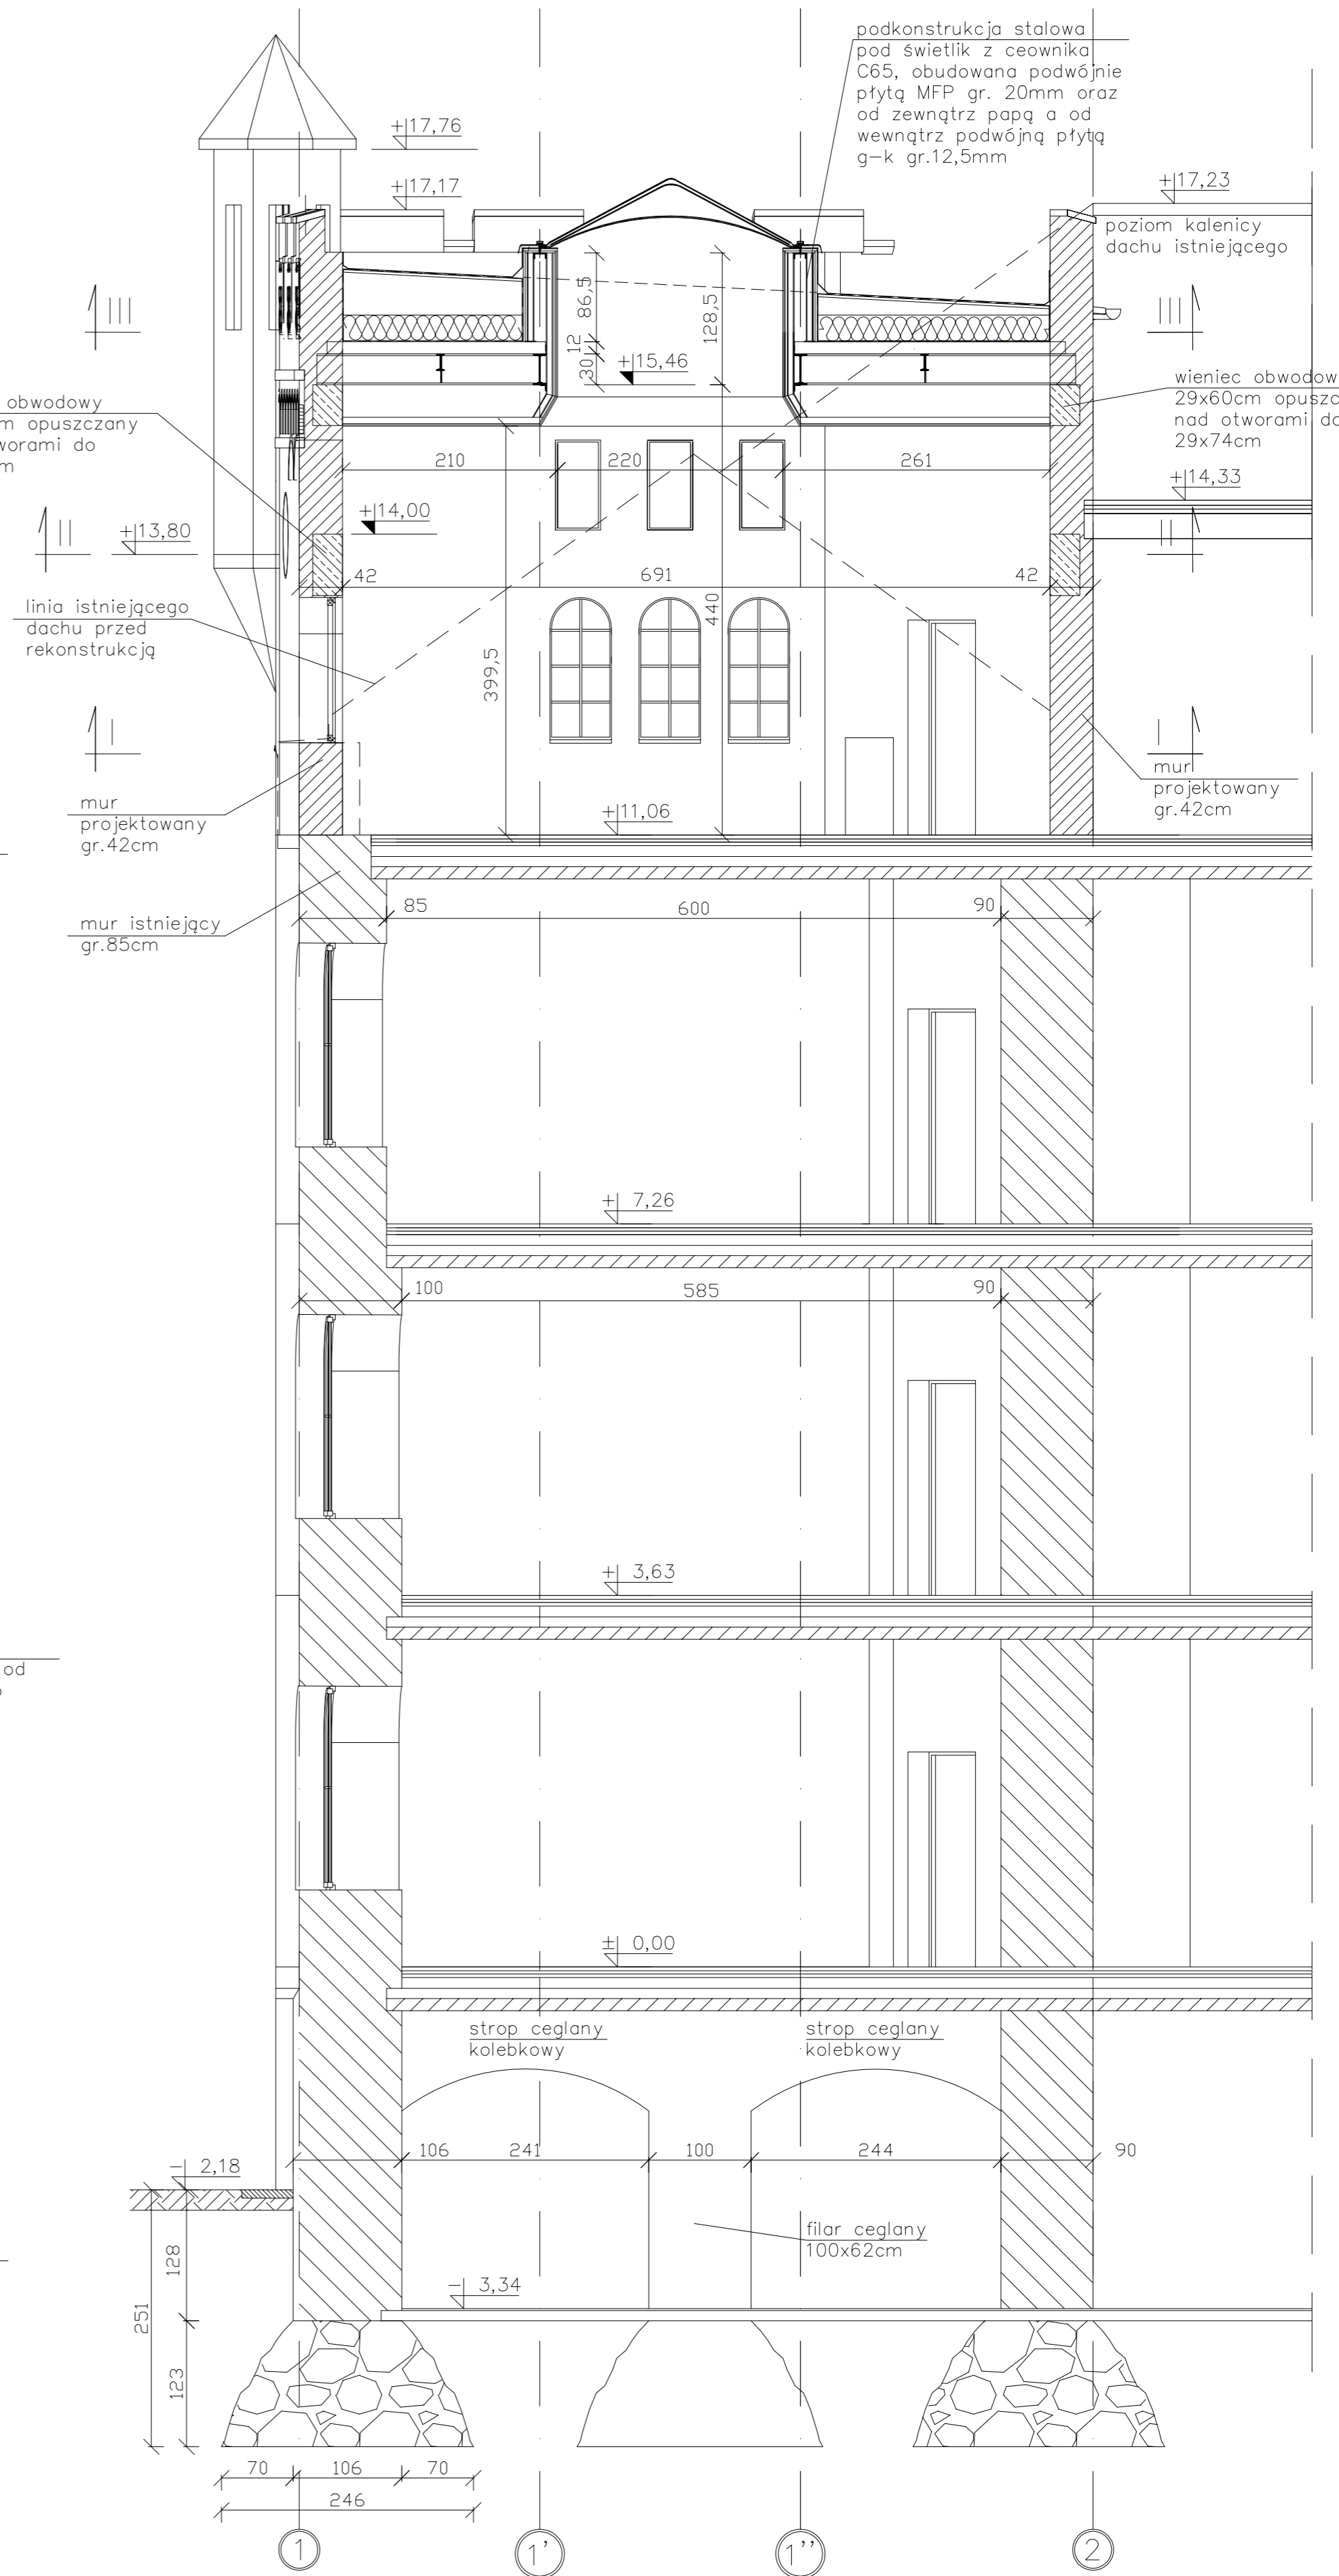 podkonstrukcja stalowa
pod świetlik z ceownika
C65, obudowana podwójnie
płytą MFP gr. 20mm oraz
od zewnątrz papą a od
wewnątrz podwójną płytą
g-k gr.12,5mm
+17,76
+17,17
+17,23
poziom kalenicy
dachu istniejącego
III
III
86,5
12
30
128,5
+15,46
obwodowy
m opuszczany
worami do
m
wieniec obwodow
29x60cm opuszc
nad otworami do
29x74cm
210
220
261
+14,33
+14,00
II
+13,80
II
42
691
42
440
399,5
linia istniejącego
dachu przed
rekonstrukcją
I
I
mur
projektowany
gr.42cm
mur
projektowany
gr.42cm
+11,06
mur istniejący
gr.85cm
85
600
90
+ 7,26
100
585
90
+ 3,63
od
± 0,00
strop ceglany
kolebkowy
strop ceglany
kolebkowy
106
241
100
244
90
- 2,18
filar ceglany
100x62cm
128
251
- 3,34
123
70
106
70
246
1
1'
1''
2